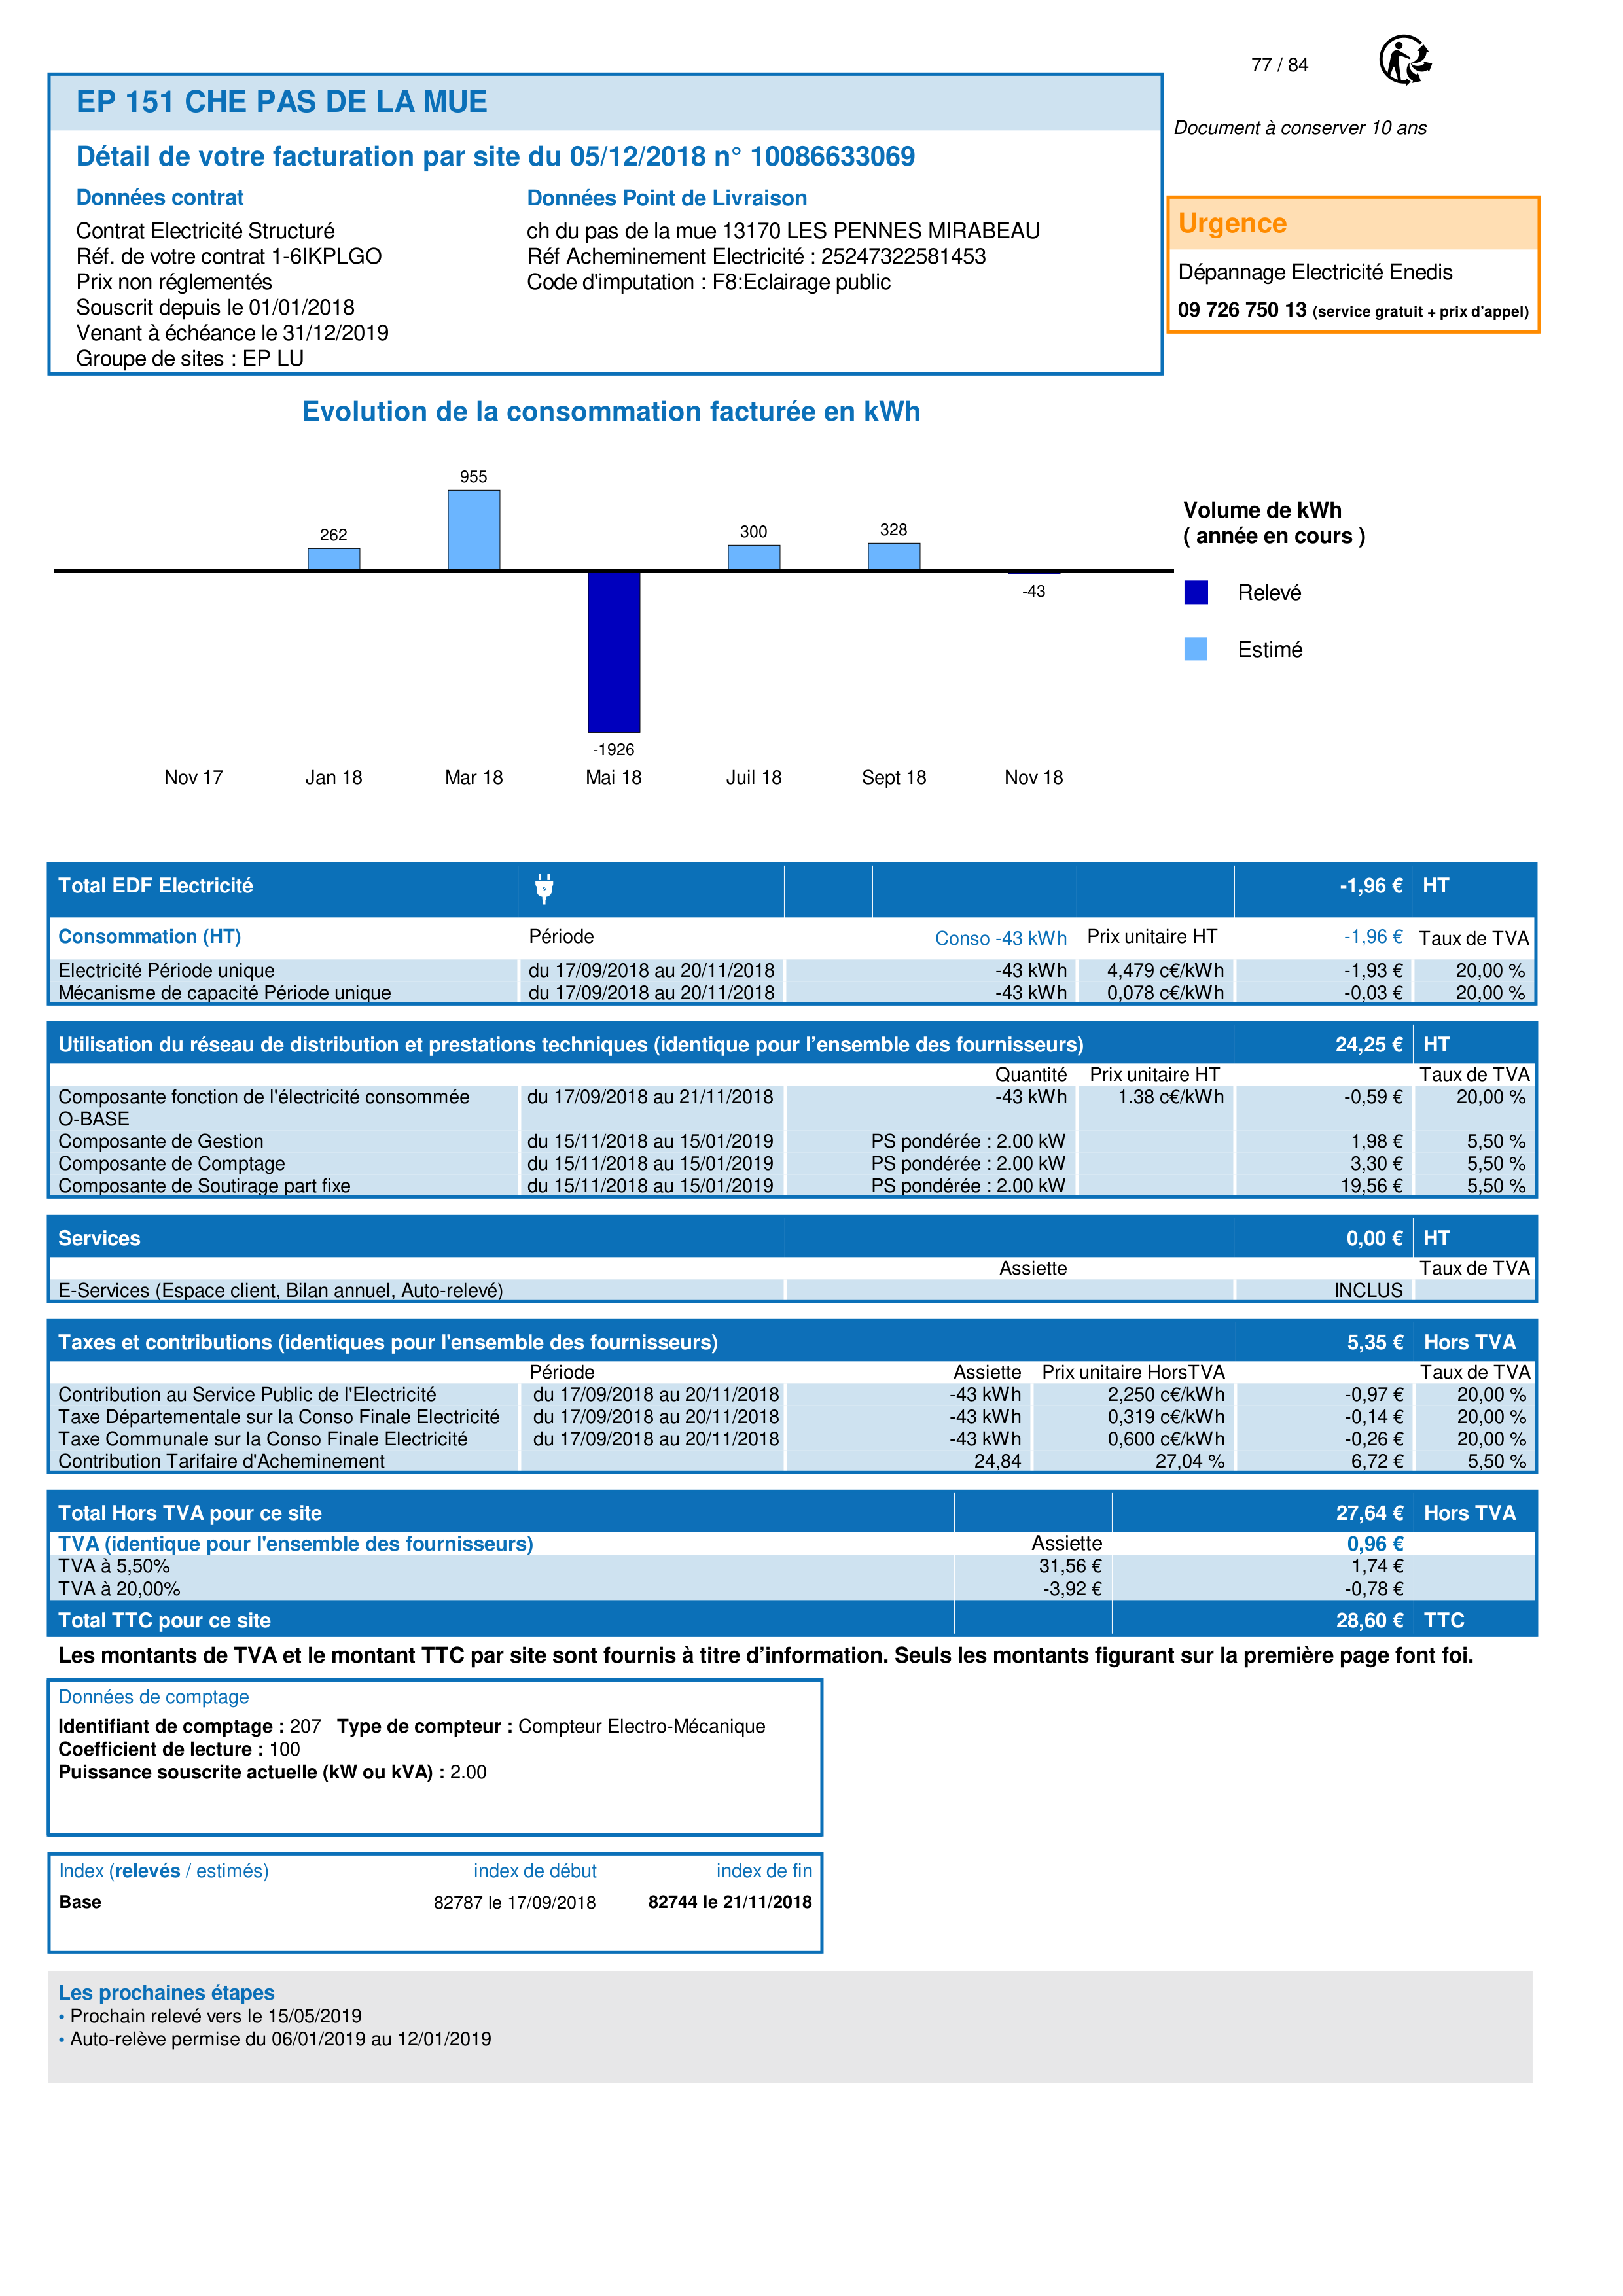 77 / 84
EP 151 CHE PAS DE LA MUE
Document à conserver 10 ans
Détail de votre facturation par site du 05/12/2018 n° 10086633069
Données contrat
Contrat Electricité Structuré
Réf. de votre contrat 1-6IKPLGO
Prix non réglementés
Souscrit depuis le 01/01/2018
Venant à échéance le 31/12/2019
Groupe de sites : EP LU
Données Point de Livraison
ch du pas de la mue 13170 LES PENNES MIRABEAU
Réf Acheminement Electricité : 25247322581453
Code d'imputation : F8:Eclairage public
Urgence
Dépannage Electricité Enedis
09 726 750 13 (service gratuit + prix d’appel)
Evolution de la consommation facturée en kWh
955
262
300
328
-43
-1926
Nov 17 Jan 18 Mar 18 Mai 18 Juil 18 Sept 18 Nov 18
Volume de kWh
( année en cours )
Relevé
Estimé
Total EDF Electricité -1,96 € HT
Consommation (HT) Période Conso -43 kWh Prix unitaire HT -1,96 € Taux de TVA
Electricité Période unique du 17/09/2018 au 20/11/2018 -43 kWh 4,479 c€/kWh -1,93 € 20,00 %
Mécanisme de capacité Période unique du 17/09/2018 au 20/11/2018 -43 kWh 0,078 c€/kWh -0,03 € 20,00 %
Utilisation du réseau de distribution et prestations techniques (identique pour l’ensemble des fournisseurs) 24,25 € HT
Quantité Prix unitaire HT Taux de TVA
Composante fonction de l'électricité consommée du 17/09/2018 au 21/11/2018 -43 kWh 1.38 c€/kWh -0,59 € 20,00 %
O-BASE
Composante de Gestion du 15/11/2018 au 15/01/2019 PS pondérée : 2.00 kW 1,98 € 5,50 %
Composante de Comptage du 15/11/2018 au 15/01/2019 PS pondérée : 2.00 kW 3,30 € 5,50 %
Composante de Soutirage part fixe du 15/11/2018 au 15/01/2019 PS pondérée : 2.00 kW 19,56 € 5,50 %
Services 0,00 € HT
Assiette Taux de TVA
E-Services (Espace client, Bilan annuel, Auto-relevé) INCLUS
Taxes et contributions (identiques pour l'ensemble des fournisseurs) 5,35 € Hors TVA
Période Assiette Prix unitaire HorsTVA Taux de TVA
Contribution au Service Public de l'Electricité du 17/09/2018 au 20/11/2018 -43 kWh 2,250 c€/kWh -0,97 € 20,00 %
Taxe Départementale sur la Conso Finale Electricité du 17/09/2018 au 20/11/2018 -43 kWh 0,319 c€/kWh -0,14 € 20,00 %
Taxe Communale sur la Conso Finale Electricité du 17/09/2018 au 20/11/2018 -43 kWh 0,600 c€/kWh -0,26 € 20,00 %
Contribution Tarifaire d'Acheminement 24,84 27,04 % 6,72 € 5,50 %
Total Hors TVA pour ce site 27,64 € Hors TVA
TVA (identique pour l'ensemble des fournisseurs) Assiette 0,96 €
TVA à 5,50% 31,56 € 1,74 €
TVA à 20,00% -3,92 € -0,78 €
Total TTC pour ce site 28,60 € TTC
Les montants de TVA et le montant TTC par site sont fournis à titre d’information. Seuls les montants figurant sur la première page font foi.
Données de comptage
Identifiant de comptage : 207 Type de compteur : Compteur Electro-Mécanique
Coefficient de lecture : 100
Puissance souscrite actuelle (kW ou kVA) : 2.00
Index (relevés / estimés) index de début index de fin
Base 82787 le 17/09/2018 82744 le 21/11/2018
Les prochaines étapes
• Prochain relevé vers le 15/05/2019
• Auto-relève permise du 06/01/2019 au 12/01/2019